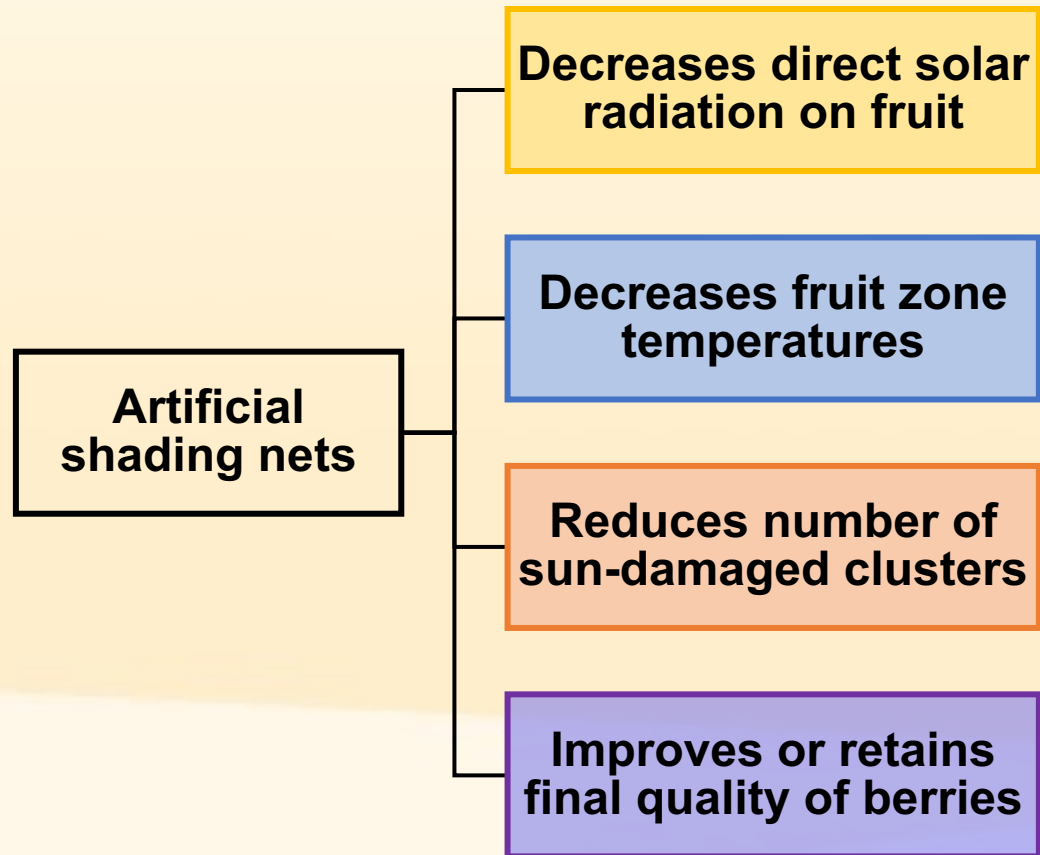 Decreases direct solar
radiation on fruit
Decreases fruit zone
temperatures
Artificial
shading nets
Reduces number of
sun-damaged clusters
Improves or retains
final quality of berries